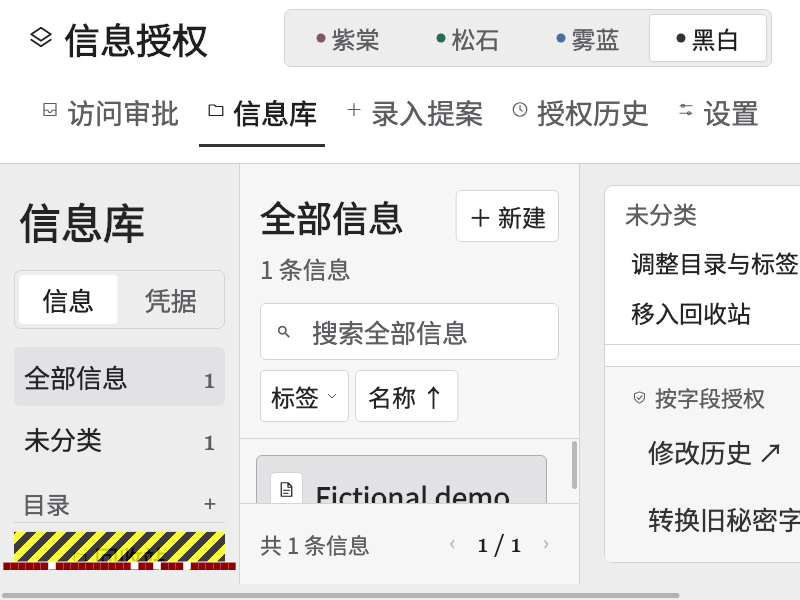 信息授权
紫棠
松石
雾蓝
黑白
访问审批
信息库
录入提案
授权历史
设置
信息库
信息
凭据
全部信息 1
未分类 1
目录 +
全部信息
+ 新建
1 条信息
搜索全部信息
标签
名称 ↑
Fictional demo
共 1 条信息
‹ 1 / 1 ›
未分类
调整目录与标签
移入回收站
按字段授权
修改历史 ↗
转换旧秘密字